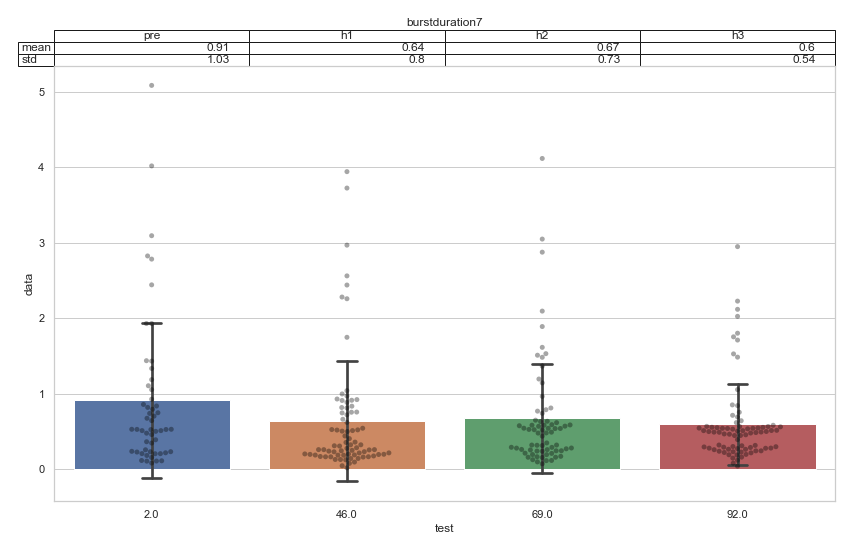 burstduration7
pre h1 h2 h3
mean 0.91 0.64 0.67 0.6
std 1.03 0.8 0.73 0.54
5
4
3
2
1
0
data
2.0 46.0 69.0 92.0
test